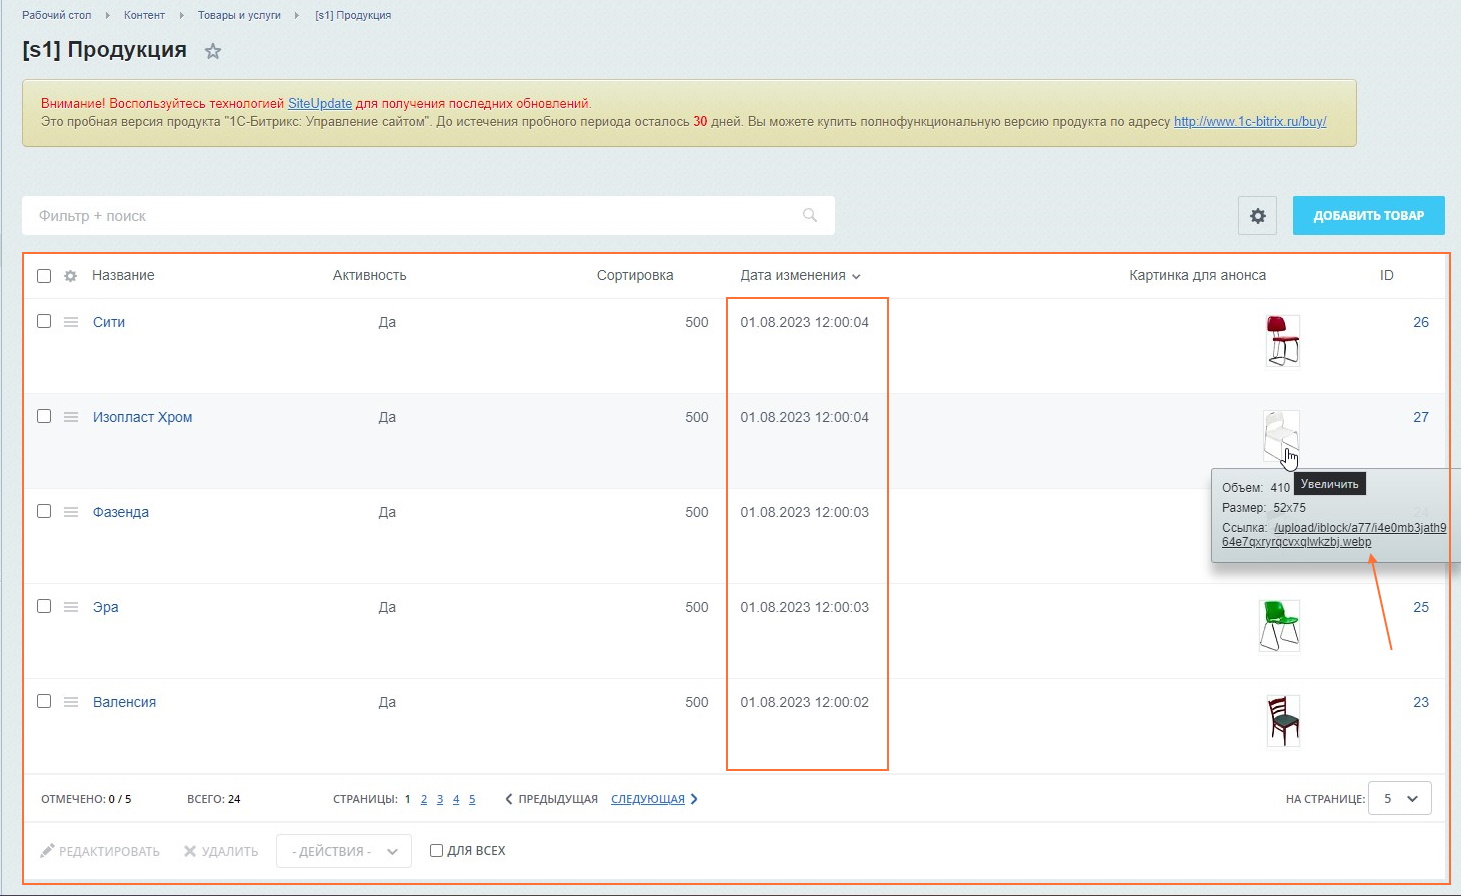 Рабочий стол Контент Товары и услуги [s1] Продукция
[s1] Продукция
Внимание! Воспользуйтесь технологией SiteUpdate для получения последних обновлений.
Это пробная версия продукта "1С-Битрикс: Управление сайтом". До истечения пробного периода осталось 30 дней. Вы можете купить полнофункциональную версию продукта по адресу http://www.1c-bitrix.ru/buy/
Фильтр + поиск
ДОБАВИТЬ ТОВАР
Название Активность Сортировка Дата изменения Картинка для анонса ID
Сити Да 500 01.08.2023 12:00:04 26
Изопласт Хром Да 500 01.08.2023 12:00:04 27
Объем: 410 Увеличить
Размер: 52x75
Ссылка: /upload/iblock/a77/i4e0mb3jath9
64e7qxryrqcvxqlwkzbj.webp
Фазенда Да 500 01.08.2023 12:00:03
Эра Да 500 01.08.2023 12:00:03 25
Валенсия Да 500 01.08.2023 12:00:02 23
ОТМЕЧЕНО: 0 / 5 ВСЕГО: 24 СТРАНИЦЫ: 1 2 3 4 5 ПРЕДЫДУЩАЯ СЛЕДУЮЩАЯ НА СТРАНИЦЕ: 5
РЕДАКТИРОВАТЬ УДАЛИТЬ - ДЕЙСТВИЯ - ДЛЯ ВСЕХ